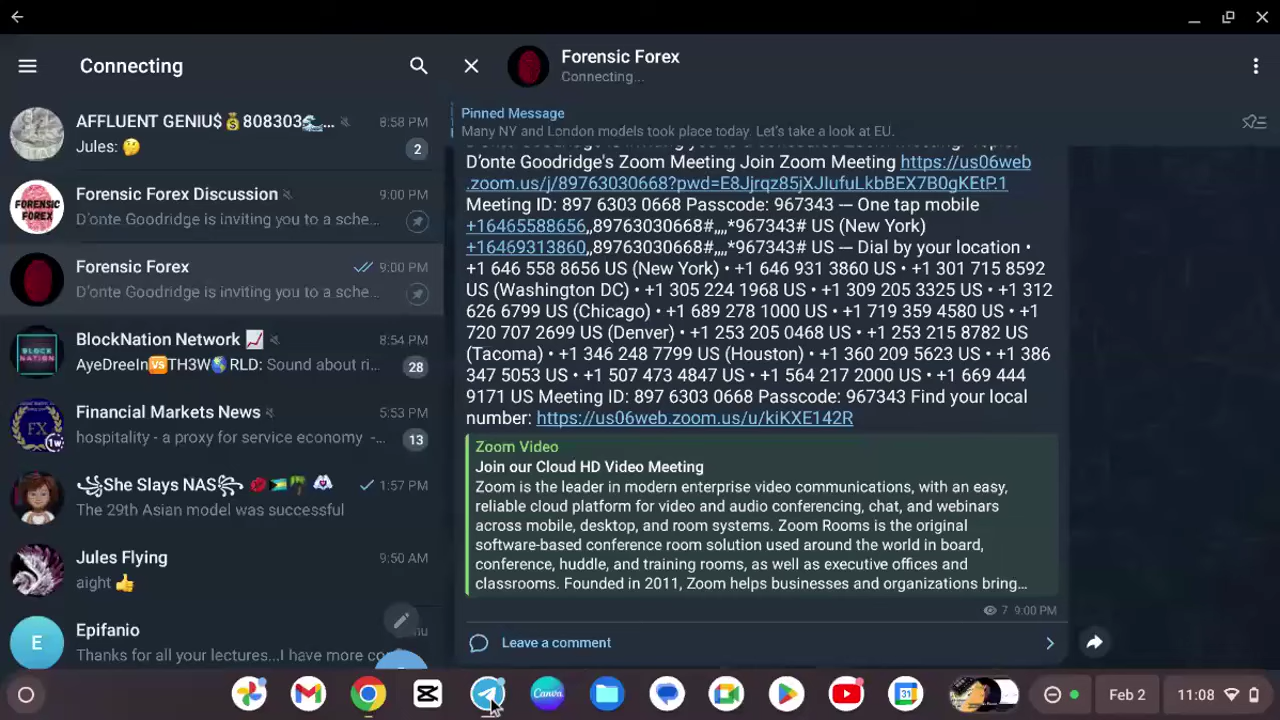 Connecting
AFFLUENT GENIU$💰808303🌊...
8:58 PM
Jules: 🤔
2
Forensic Forex Discussion
9:00 PM
D'onte Goodridge is inviting you to a sche...
Forensic Forex
9:00 PM
D'onte Goodridge is inviting you to a sche...
BlockNation Network 📈
8:54 PM
AyeDreeIn🆚TH3W🌎RLD: Sound about ri...
28
Financial Markets News
5:53 PM
hospitality - a proxy for service economy -...
13
꧁She Slays NAS꧂ 🌺🇧🇸🌴
1:57 PM
The 29th Asian model was successful
Jules Flying
9:50 AM
aight 👍
E
Epifanio
Thanks for all your lectures...I have more co
Forensic Forex
Connecting...
Pinned Message
Many NY and London models took place today. Let's take a look at EU.
D'onte Goodridge's Zoom Meeting Join Zoom Meeting https://us06web
.zoom.us/j/89763030668?pwd=E8Jjrqz85jXJIufuLkbBEX7B0gKEtP.1
Meeting ID: 897 6303 0668 Passcode: 967343 --- One tap mobile
+16465588656,,89763030668#,,,,*967343# US (New York)
+16469313860,,89763030668#,,,,*967343# US --- Dial by your location •
+1 646 558 8656 US (New York) • +1 646 931 3860 US • +1 301 715 8592
US (Washington DC) • +1 305 224 1968 US • +1 309 205 3325 US • +1 312
626 6799 US (Chicago) • +1 689 278 1000 US • +1 719 359 4580 US • +1
720 707 2699 US (Denver) • +1 253 205 0468 US • +1 253 215 8782 US
(Tacoma) • +1 346 248 7799 US (Houston) • +1 360 209 5623 US • +1 386
347 5053 US • +1 507 473 4847 US • +1 564 217 2000 US • +1 669 444
9171 US Meeting ID: 897 6303 0668 Passcode: 967343 Find your local
number: https://us06web.zoom.us/u/kiKXE142R
Zoom Video
Join our Cloud HD Video Meeting
Zoom is the leader in modern enterprise video communications, with an easy,
reliable cloud platform for video and audio conferencing, chat, and webinars
across mobile, desktop, and room systems. Zoom Rooms is the original
software-based conference room solution used around the world in board,
conference, huddle, and training rooms, as well as executive offices and
classrooms. Founded in 2011, Zoom helps businesses and organizations bring...
7 9:00 PM
Leave a comment
Canva
31
Feb 2
11:08
FORENSIC
FOREX
BLOCK
NATION
FX
1w